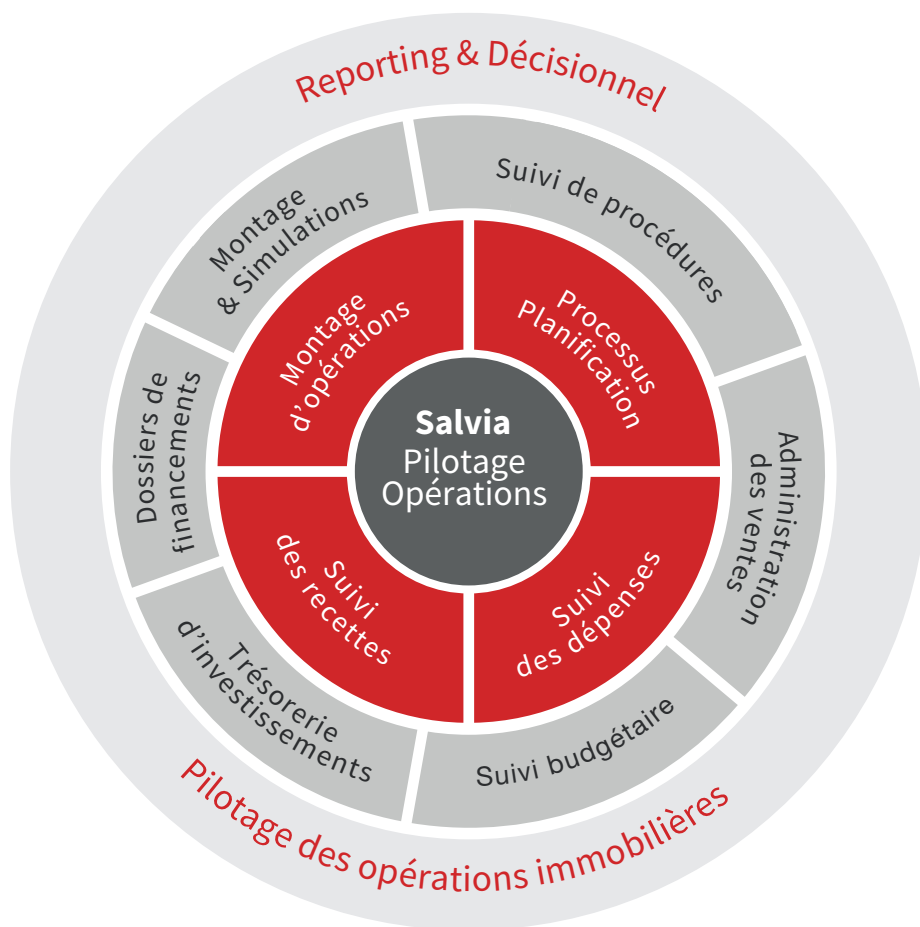 Reporting & Décisionnel
Montage
& Simulations
Suivi de procédures
Montage
d'opérations
Processus
Planification
Dossiers de
financements
Salvia
Pilotage
Opérations
Administration
des ventes
Suivi
des recettes
Suivi
des dépenses
Trésorerie
d'investissements
Suivi budgétaire
Pilotage des opérations immobilières